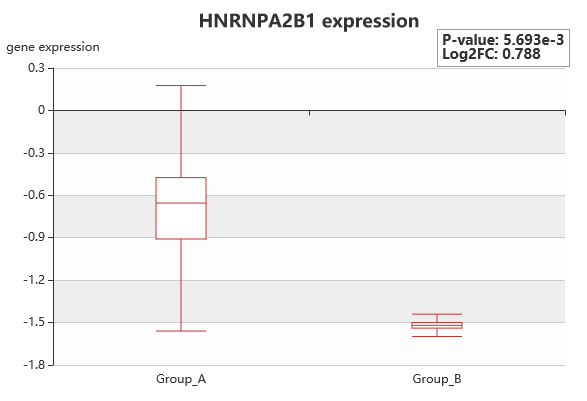 HNRNPA2B1 expression
P-value: 5.693e-3
Log2FC: 0.788
gene expression
0.3
0
-0.3
-0.6
-0.9
-1.2
-1.5
-1.8
Group_A Group_B